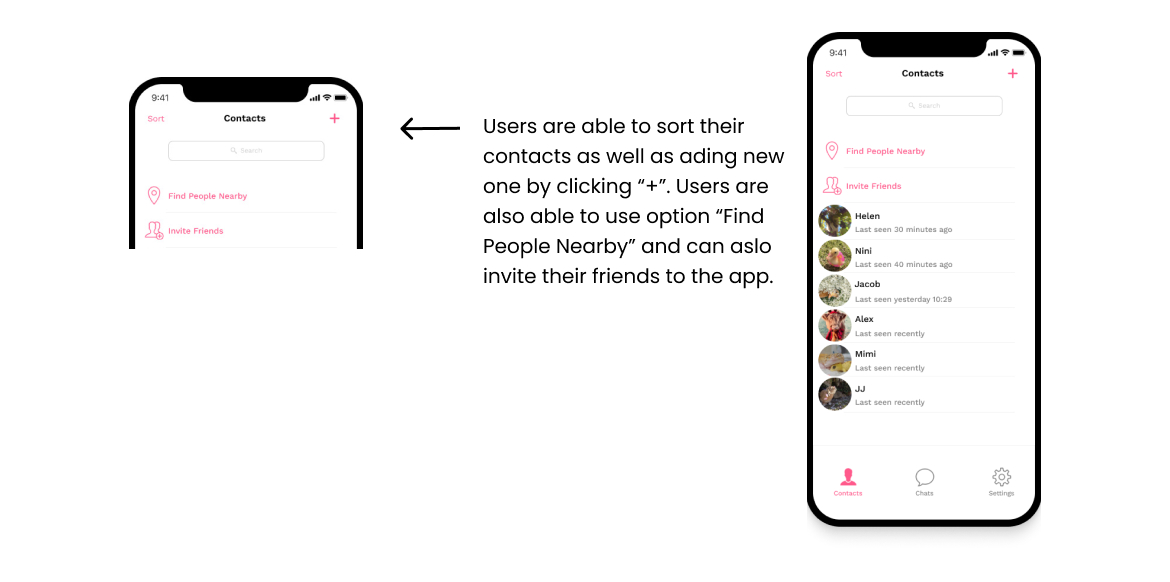 9:41
Sort Contacts +
Search
Find People Nearby
Invite Friends
Users are able to sort their
contacts as well as ading new
one by clicking “+”. Users are
also able to use option “Find
People Nearby” and can aslo
invite their friends to the app.
9:41
Sort Contacts +
Search
Find People Nearby
Invite Friends
Helen
Last seen 30 minutes ago
Nini
Last seen 40 minutes ago
Jacob
Last seen yesterday 10:29
Alex
Last seen recently
Mimi
Last seen recently
JJ
Last seen recently
Contacts Chats Settings